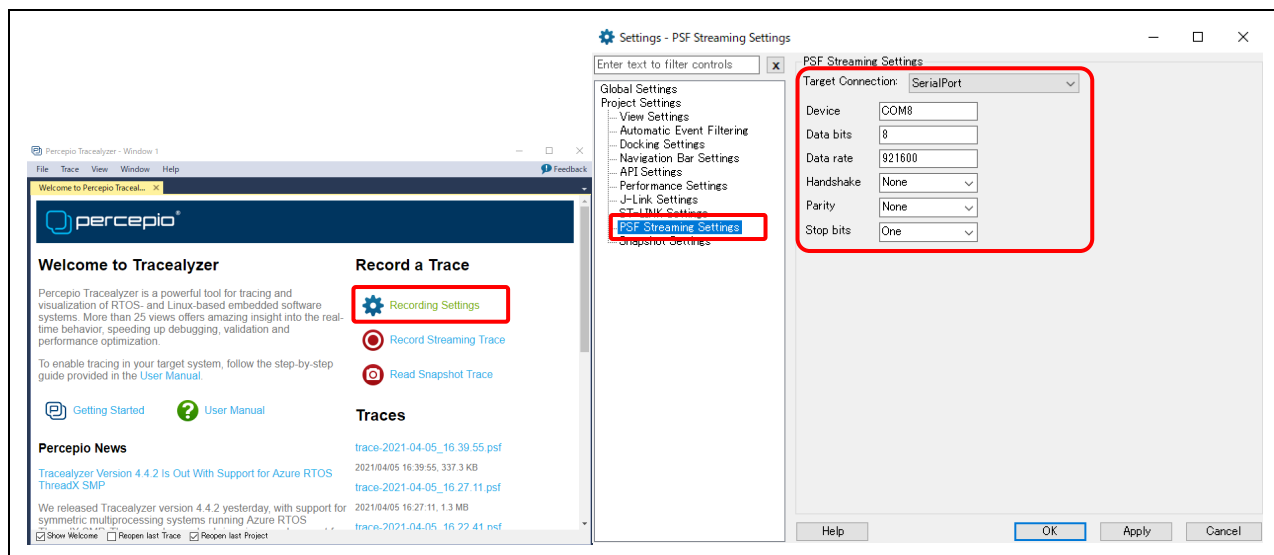 Percepio Tracealyzer - Window 1
File Trace View Window Help
Feedback
Welcome to Percepio Traceal...
percepio
Welcome to Tracealyzer
Percepio Tracealyzer is a powerful tool for tracing and
visualization of RTOS- and Linux-based embedded software
systems. More than 25 views offers amazing insight into the real-
time behavior, speeding up debugging, validation and
performance optimization.
To enable tracing in your target system, follow the step-by-step
guide provided in the User Manual.
Getting Started
User Manual
Percepio News
Tracealyzer Version 4.4.2 Is Out With Support for Azure RTOS
ThreadX SMP
We released Tracealyzer version 4.4.2 yesterday, with support for
symmetric multiprocessing systems running Azure RTOS
Record a Trace
Recording Settings
Record Streaming Trace
Read Snapshot Trace
Traces
trace-2021-04-05_16.39.55.psf
2021/04/05 16:39:55, 337.3 KB
trace-2021-04-05_16.27.11.psf
2021/04/05 16:27:11, 1.3 MB
trace-2021-04-05_16.22.41.psf
Show Welcome Reopen last Trace Reopen last Project
Settings - PSF Streaming Settings
Enter text to filter controls x
Global Settings
Project Settings
View Settings
Automatic Event Filtering
Docking Settings
Navigation Bar Settings
API Settings
Performance Settings
J-Link Settings
ST-LINK Settings
PSF Streaming Settings
Snapshot Settings
PSF Streaming Settings
Target Connection: SerialPort
Device COM8
Data bits 8
Data rate 921600
Handshake None
Parity None
Stop bits One
Help OK Apply Cancel